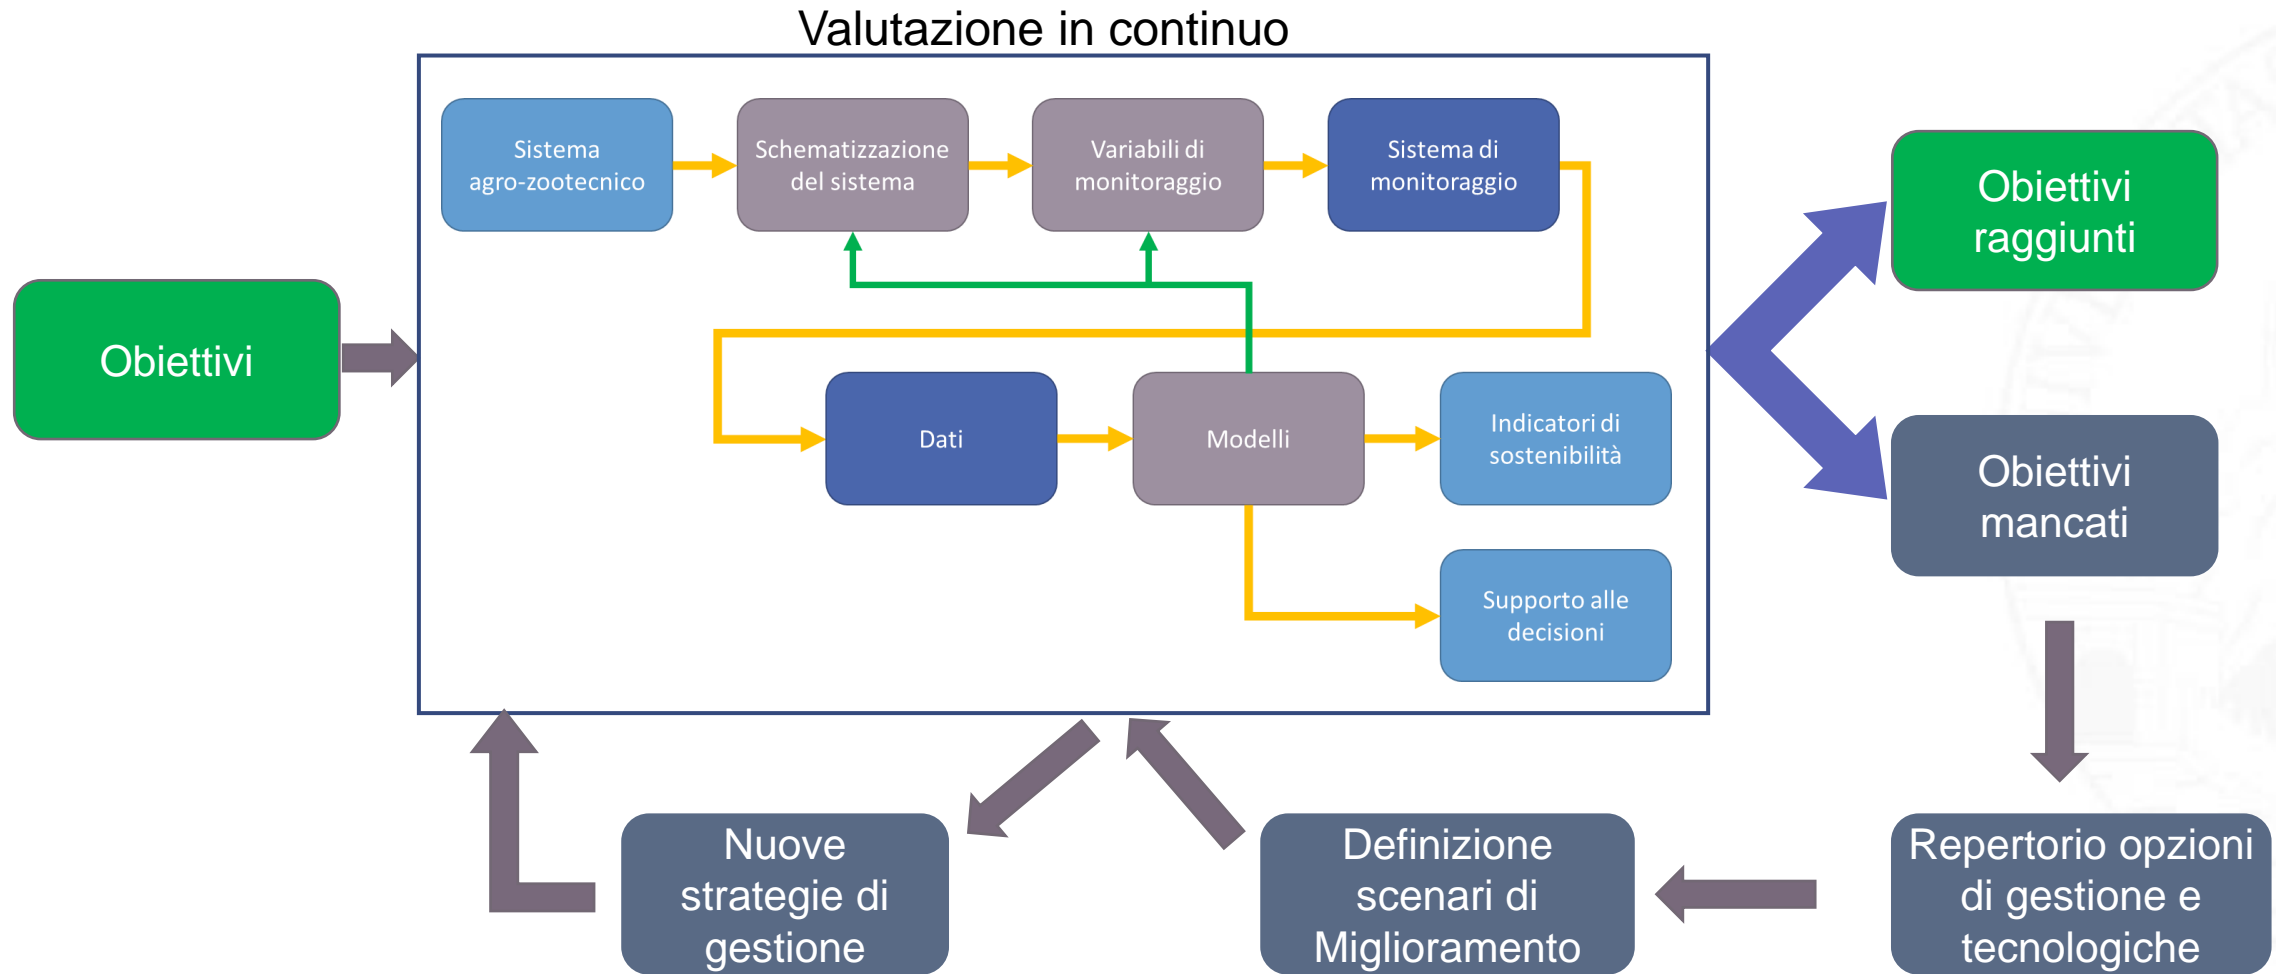 Valutazione in continuo
Sistema
agro-zootecnico
Schematizzazione
del sistema
Variabili di
monitoraggio
Sistema di
monitoraggio
Obiettivi
raggiunti
Obiettivi
Dati
Modelli
Indicatori di
sostenibilità
Obiettivi
mancati
Supporto alle
decisioni
Nuove
strategie di
gestione
Definizione
scenari di
Miglioramento
Repertorio opzioni
di gestione e
tecnologiche